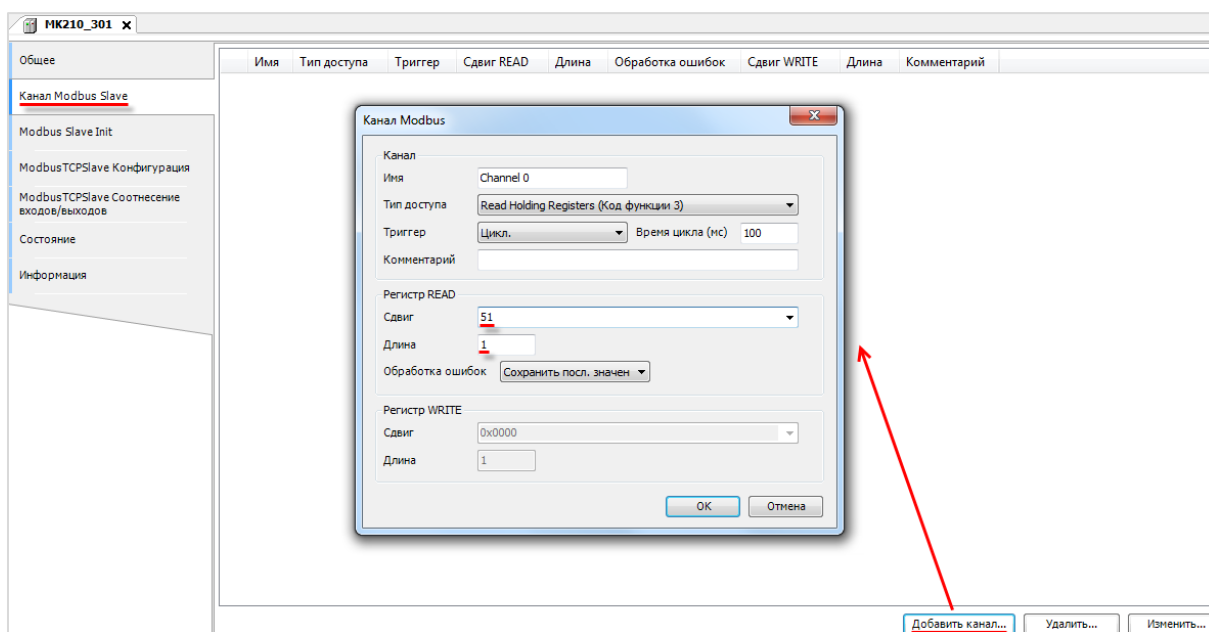 MK210_301 x
Общее
Канал Modbus Slave
Modbus Slave Init
ModbusTCPSlave Конфигурация
ModbusTCPSlave Соотнесение
входов/выходов
Состояние
Информация
Имя Тип доступа Триггер Сдвиг READ Длина Обработка ошибок Сдвиг WRITE Длина Комментарий
Канал Modbus
Канал
Имя Channel 0
Тип доступа Read Holding Registers (Код функции 3)
Триггер Цикл. Время цикла (мс) 100
Комментарий
Регистр READ
Сдвиг 51
Длина 1
Обработка ошибок Сохранить посл. значен
Регистр WRITE
Сдвиг 0x0000
Длина 1
OK Отмена
Добавить канал... Удалить... Изменить...